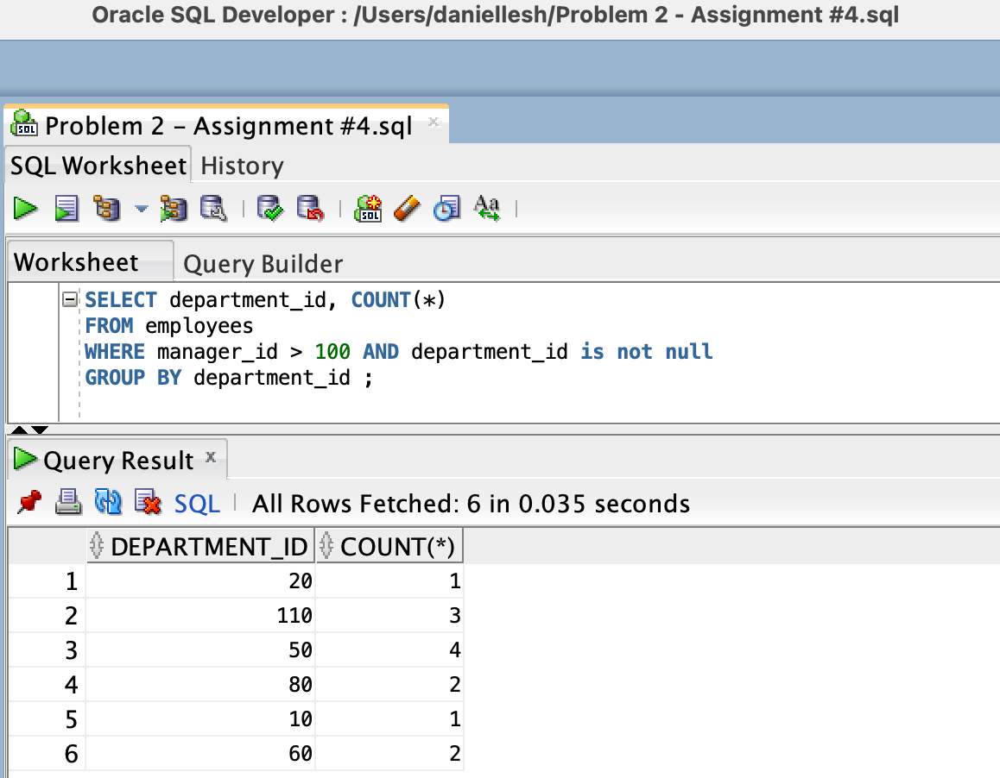 Oracle SQL Developer : /Users/daniellesh/Problem 2 - Assignment #4.sql
SQL Problem 2 – Assignment #4.sql
SQL Worksheet History
SQL Aa
Worksheet Query Builder
SELECT department_id, COUNT(*)
FROM employees
WHERE manager_id > 100 AND department_id is not null
GROUP BY department_id ;
Query Result
SQL All Rows Fetched: 6 in 0.035 seconds
DEPARTMENT_ID COUNT(*)
1 20 1
2 110 3
3 50 4
4 80 2
5 10 1
6 60 2